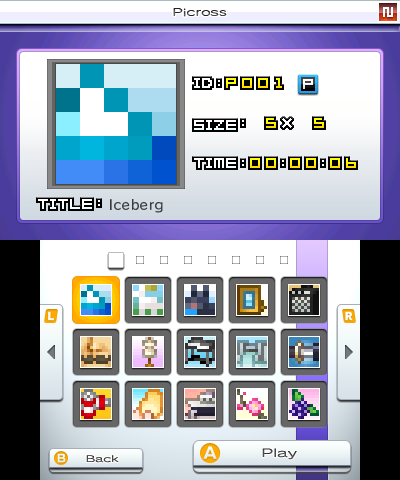 Picross
ID:P001 P
SIZE: 5X 5
TIME:00:00:06
TITLE: Iceberg
L
R
B Back
A Play